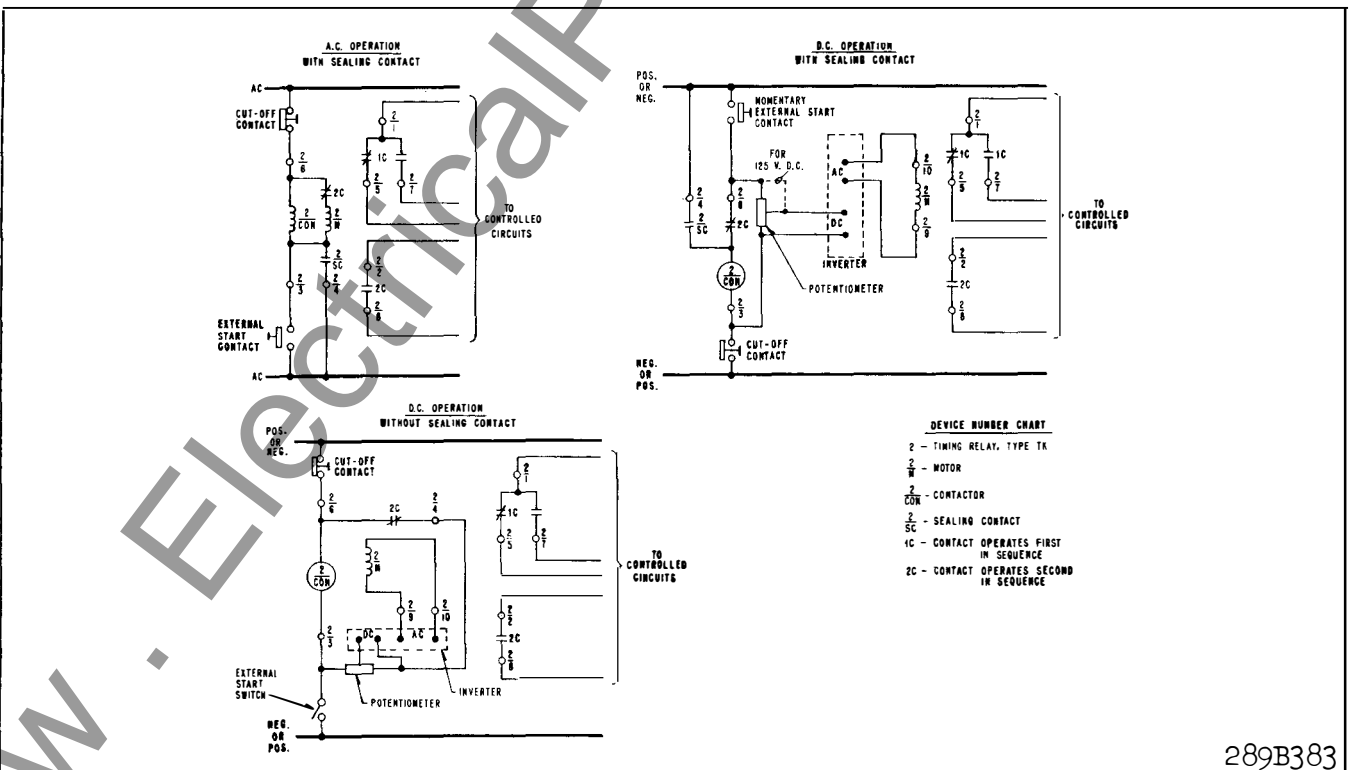 A.C. OPERATION
WITH SEALING CONTACT
AC
CUT-OFF
CONTACT
2/6
2C
2/CON
2/M
2/SC
2/3
2/4
EXTERNAL
START
CONTACT
AC
2/1
1C
2/5
2/7
2/2
2C
2/8
TO
CONTROLLED
CIRCUITS
D.C. OPERATION
WITH SEALING CONTACT
POS.
OR
NEG.
MOMENTARY
EXTERNAL START
CONTACT
FOR
125 V. D.C.
2/4
2/SC
2C
2/CON
2/3
AC
DC
INVERTER
POTENTIOMETER
2/10
2/M
2/9
CUT-OFF
CONTACT
NEG.
OR
POS.
2/1
1C
1C
2/5
2/7
2/2
2C
2/8
TO
CONTROLLED
CIRCUITS
D.C. OPERATION
WITHOUT SEALING CONTACT
POS.
OR
NEG.
CUT-OFF
CONTACT
2/6
2C
2/4
2/M
2/CON
2/9
2/10
2/3
DC
AC
EXTERNAL
START
SWITCH
POTENTIOMETER
INVERTER
NEG.
OR
POS.
2/1
1C
2/5
2/7
2/2
2C
2/8
TO
CONTROLLED
CIRCUITS
DEVICE NUMBER CHART
2 - TIMING RELAY, TYPE TK
2/M - MOTOR
2/CON - CONTACTOR
2/SC - SEALING CONTACT
1C - CONTACT OPERATES FIRST
IN SEQUENCE
2C - CONTACT OPERATES SECOND
IN SEQUENCE
289B383
w . ElectricalP